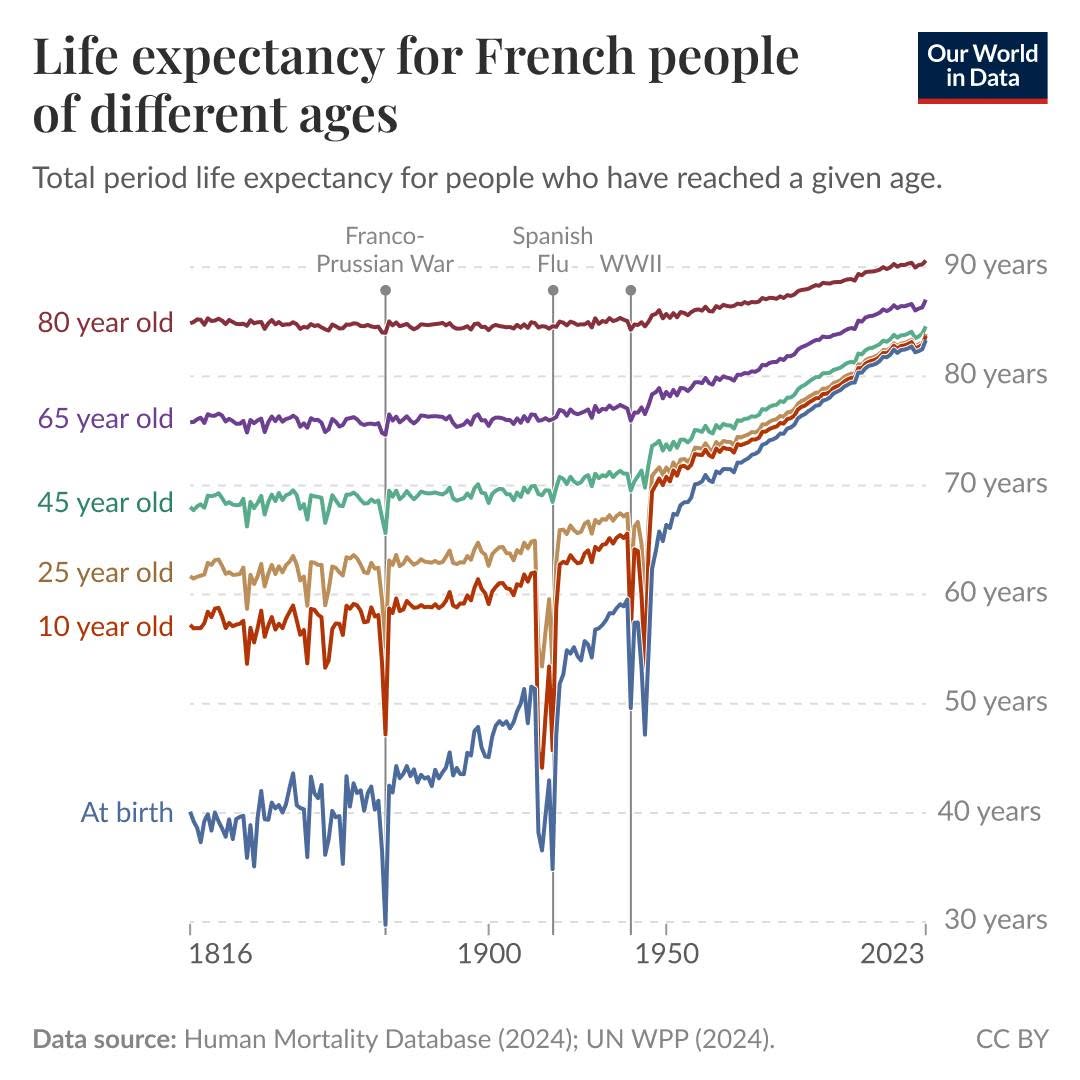 Life expectancy for French people
of different ages
Our World
in Data
Total period life expectancy for people who have reached a given age.
Franco-
Prussian War
Spanish
Flu
WWII
90 years
80 years
70 years
60 years
50 years
40 years
30 years
80 year old
65 year old
45 year old
25 year old
10 year old
At birth
1816
1900
1950
2023
Data source: Human Mortality Database (2024); UN WPP (2024).
CC BY